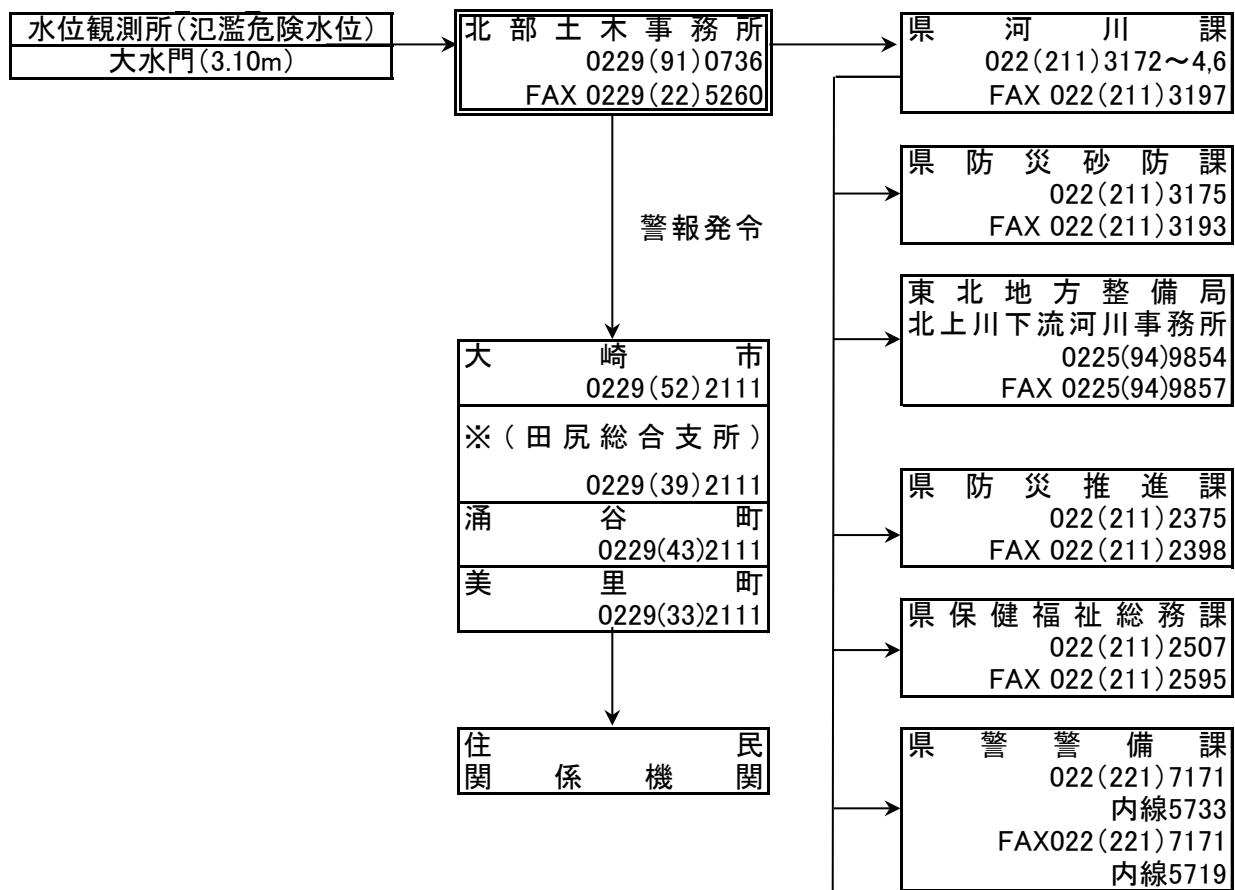 水位観測所(氾濫危険水位)
大水門(3.10m)
北部土木事務所
0229(91)0736
FAX 0229(22)5260
警報発令
大崎市
0229(52)2111
※(田尻総合支所)
0229(39)2111
涌谷町
0229(43)2111
美里町
0229(33)2111
住民
関係機関
県河川課
022(211)3172~4,6
FAX 022(211)3197
県防災砂防課
022(211)3175
FAX 022(211)3193
東北地方整備局
北上川下流河川事務所
0225(94)9854
FAX 0225(94)9857
県防災推進課
022(211)2375
FAX 022(211)2398
県保健福祉総務課
022(211)2507
FAX 022(211)2595
県警警備課
022(221)7171
内線5733
FAX022(221)7171
内線5719